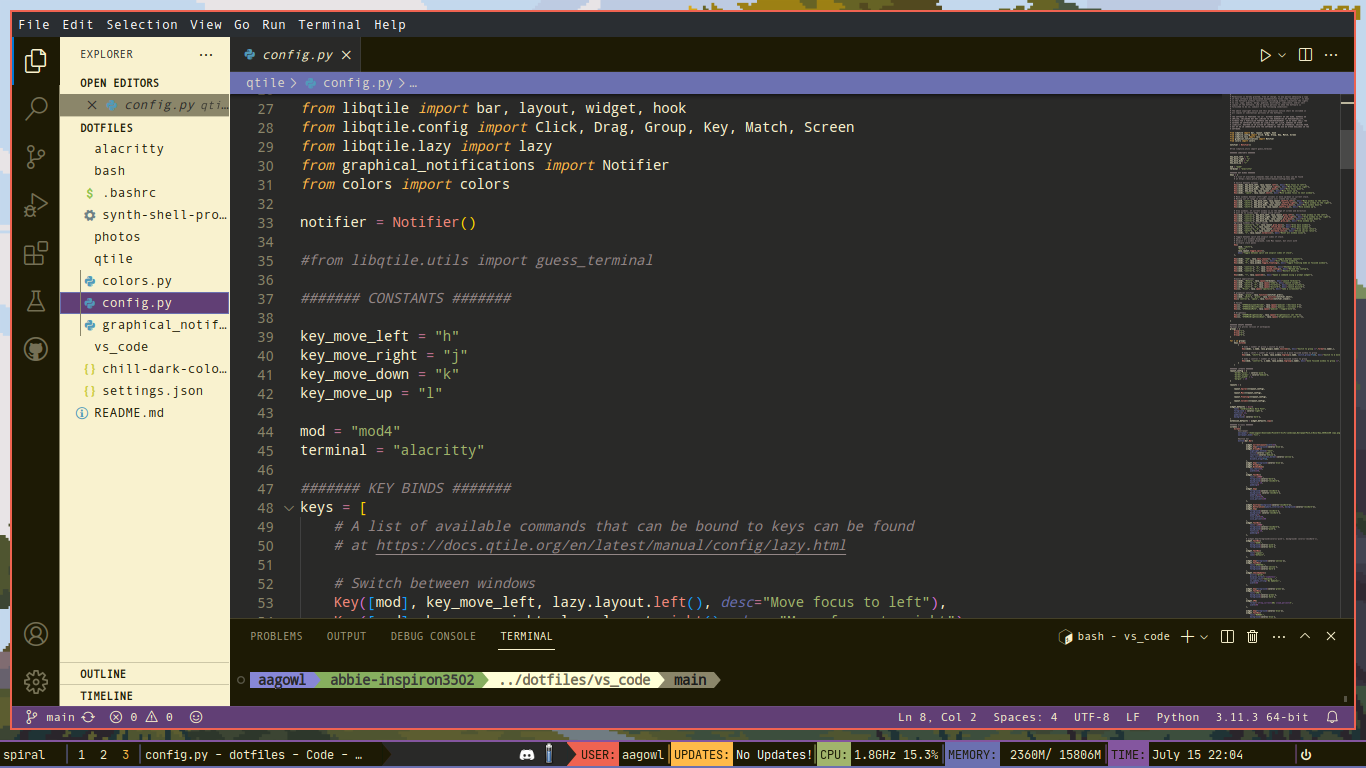 File Edit Selection View Go Run Terminal Help
EXPLORER ...
OPEN EDITORS
config.py qti...
DOTFILES
alacritty
bash
$ .bashrc
synth-shell-pro...
photos
qtile
colors.py
config.py
graphical_notif...
vs_code
{} chill-dark-colo...
{} settings.json
README.md
OUTLINE
TIMELINE
config.py
qtile > config.py > ...
27 from libqtile import bar, layout, widget, hook
28 from libqtile.config import Click, Drag, Group, Key, Match, Screen
29 from libqtile.lazy import lazy
30 from graphical_notifications import Notifier
31 from colors import colors
32
33 notifier = Notifier()
34
35 #from libqtile.utils import guess_terminal
36
37 ####### CONSTANTS #######
38
39 key_move_left = "h"
40 key_move_right = "j"
41 key_move_down = "k"
42 key_move_up = "l"
43
44 mod = "mod4"
45 terminal = "alacritty"
46
47 ####### KEY BINDS #######
48 keys = [
49 # A list of available commands that can be bound to keys can be found
50 # at https://docs.qtile.org/en/latest/manual/config/lazy.html
51
52 # Switch between windows
53 Key([mod], key_move_left, lazy.layout.left(), desc="Move focus to left"),
PROBLEMS OUTPUT DEBUG CONSOLE TERMINAL
bash - vs_code
aagowl abbie-inspiron3502 ../dotfiles/vs_code main
main 0 0
Ln 8, Col 2 Spaces: 4 UTF-8 LF Python 3.11.3 64-bit
spiral 1 2 3 config.py - dotfiles - Code - …
USER: aagowl UPDATES: No Updates! CPU: 1.8GHz 15.3% MEMORY: 2360M/ 15806M TIME: July 15 22:04